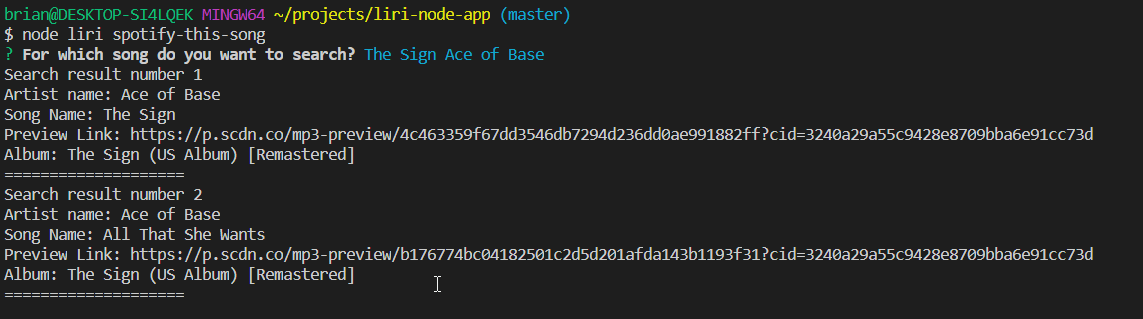 brian@DESKTOP-SI4LQEK MINGW64 ~/projects/liri-node-app (master)
$ node liri spotify-this-song
? For which song do you want to search? The Sign Ace of Base
Search result number 1
Artist name: Ace of Base
Song Name: The Sign
Preview Link: https://p.scdn.co/mp3-preview/4c463359f67dd3546db7294d236dd0ae991882ff?cid=3240a29a55c9428e8709bba6e91cc73d
Album: The Sign (US Album) [Remastered]
====================
Search result number 2
Artist name: Ace of Base
Song Name: All That She Wants
Preview Link: https://p.scdn.co/mp3-preview/b176774bc04182501c2d5d201afda143b1193f31?cid=3240a29a55c9428e8709bba6e91cc73d
Album: The Sign (US Album) [Remastered]
====================